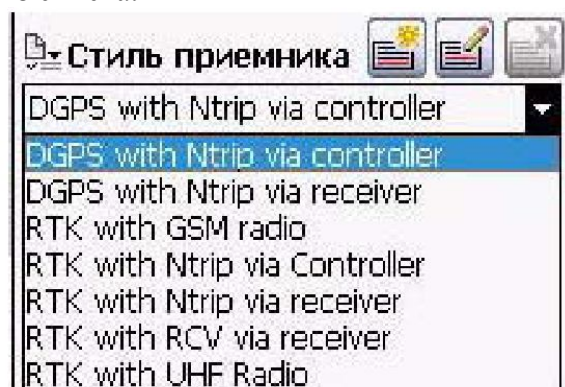 Стиль приемника
DGPS with Ntrip via controller
DGPS with Ntrip via controller
DGPS with Ntrip via receiver
RTK with GSM radio
RTK with Ntrip via Controller
RTK with Ntrip via receiver
RTK with RCV via receiver
RTK with UHF Radio